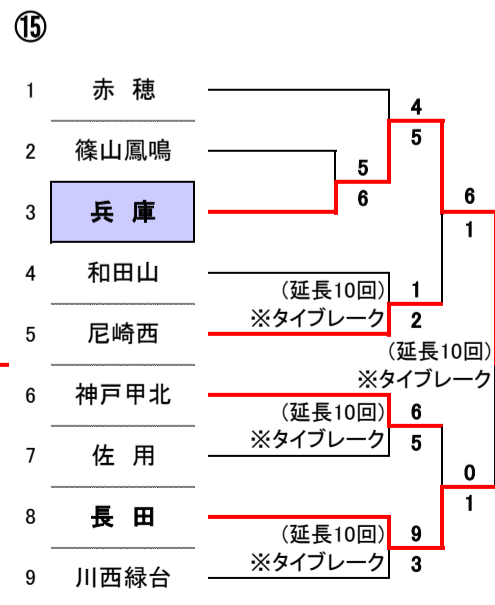 ⑮
1 赤 穂
4
5
2 篠山鳳鳴
5
6
3 兵 庫
6
1
4 和田山
(延長10回) 1
※タイブレーク 2
5 尼崎西
(延長10回)
※タイブレーク
6 神戸甲北
(延長10回) 6
※タイブレーク 5
7 佐 用
0
1
8 長 田
(延長10回) 9
※タイブレーク 3
9 川西緑台